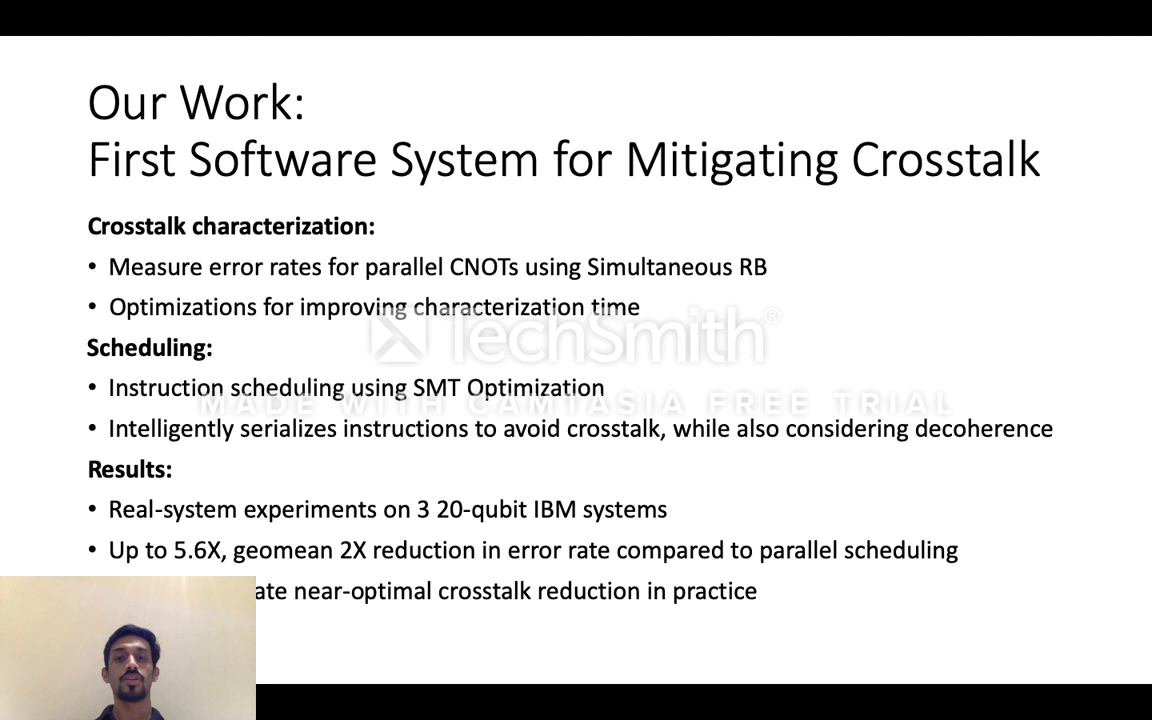 Our Work:
First Software System for Mitigating Crosstalk
Crosstalk characterization:
• Measure error rates for parallel CNOTs using Simultaneous RB
• Optimizations for improving characterization time
TechSmith®
Scheduling:
• Instruction scheduling using SMT Optimization
MADE WITH CAMTASIA FREE TRIAL
• Intelligently serializes instructions to avoid crosstalk, while also considering decoherence
Results:
• Real-system experiments on 3 20-qubit IBM systems
• Up to 5.6X, geomean 2X reduction in error rate compared to parallel scheduling
near-optimal crosstalk reduction in practice